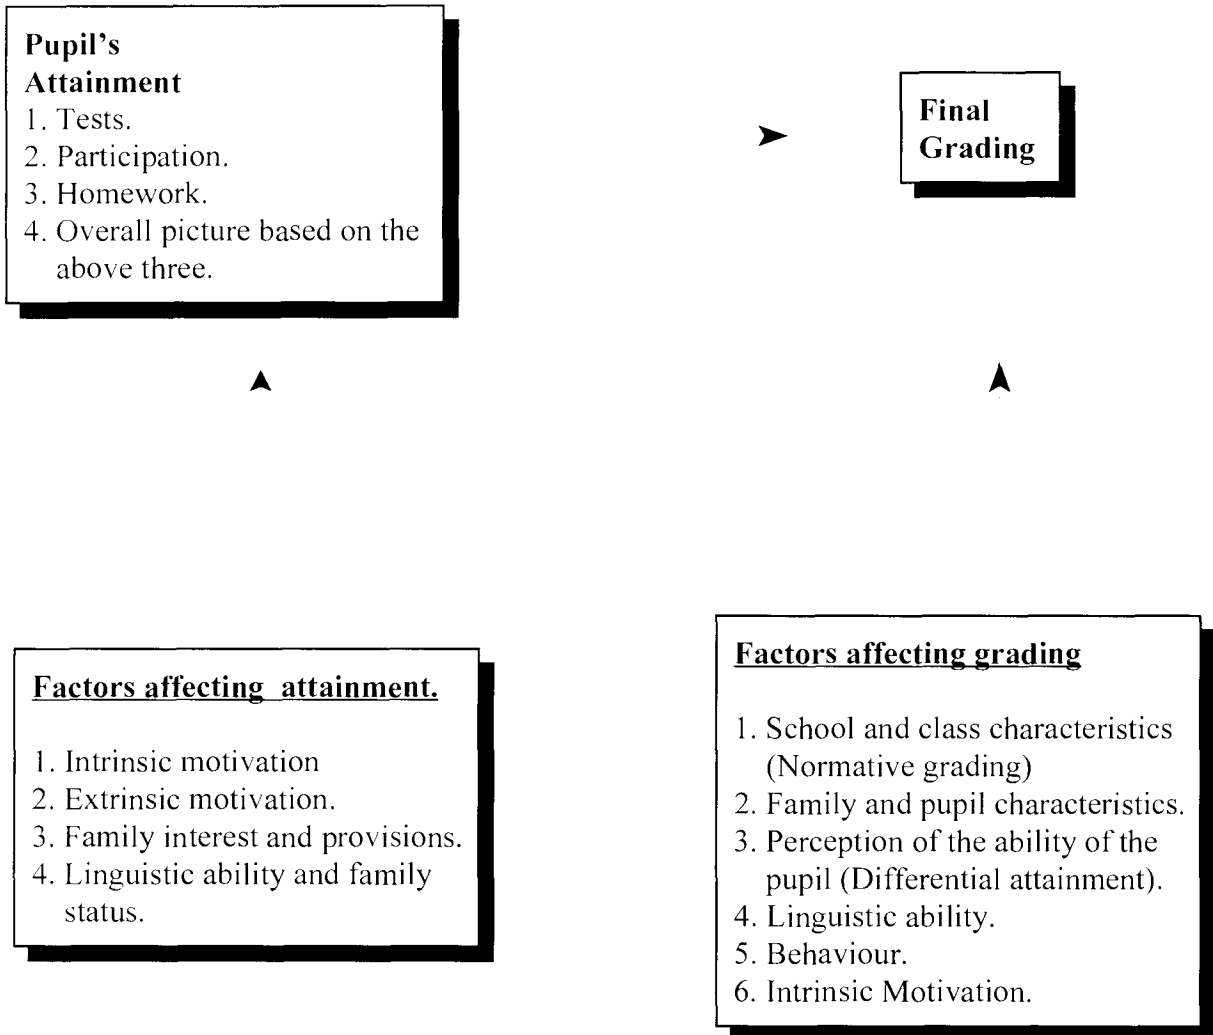 Pupil's
Attainment
1. Tests.
2. Participation.
3. Homework.
4. Overall picture based on the
above three.
Final
Grading
Factors affecting attainment.
1. Intrinsic motivation
2. Extrinsic motivation.
3. Family interest and provisions.
4. Linguistic ability and family
status.
Factors affecting grading
1. School and class characteristics
(Normative grading)
2. Family and pupil characteristics.
3. Perception of the ability of the
pupil (Differential attainment).
4. Linguistic ability.
5. Behaviour.
6. Intrinsic Motivation.